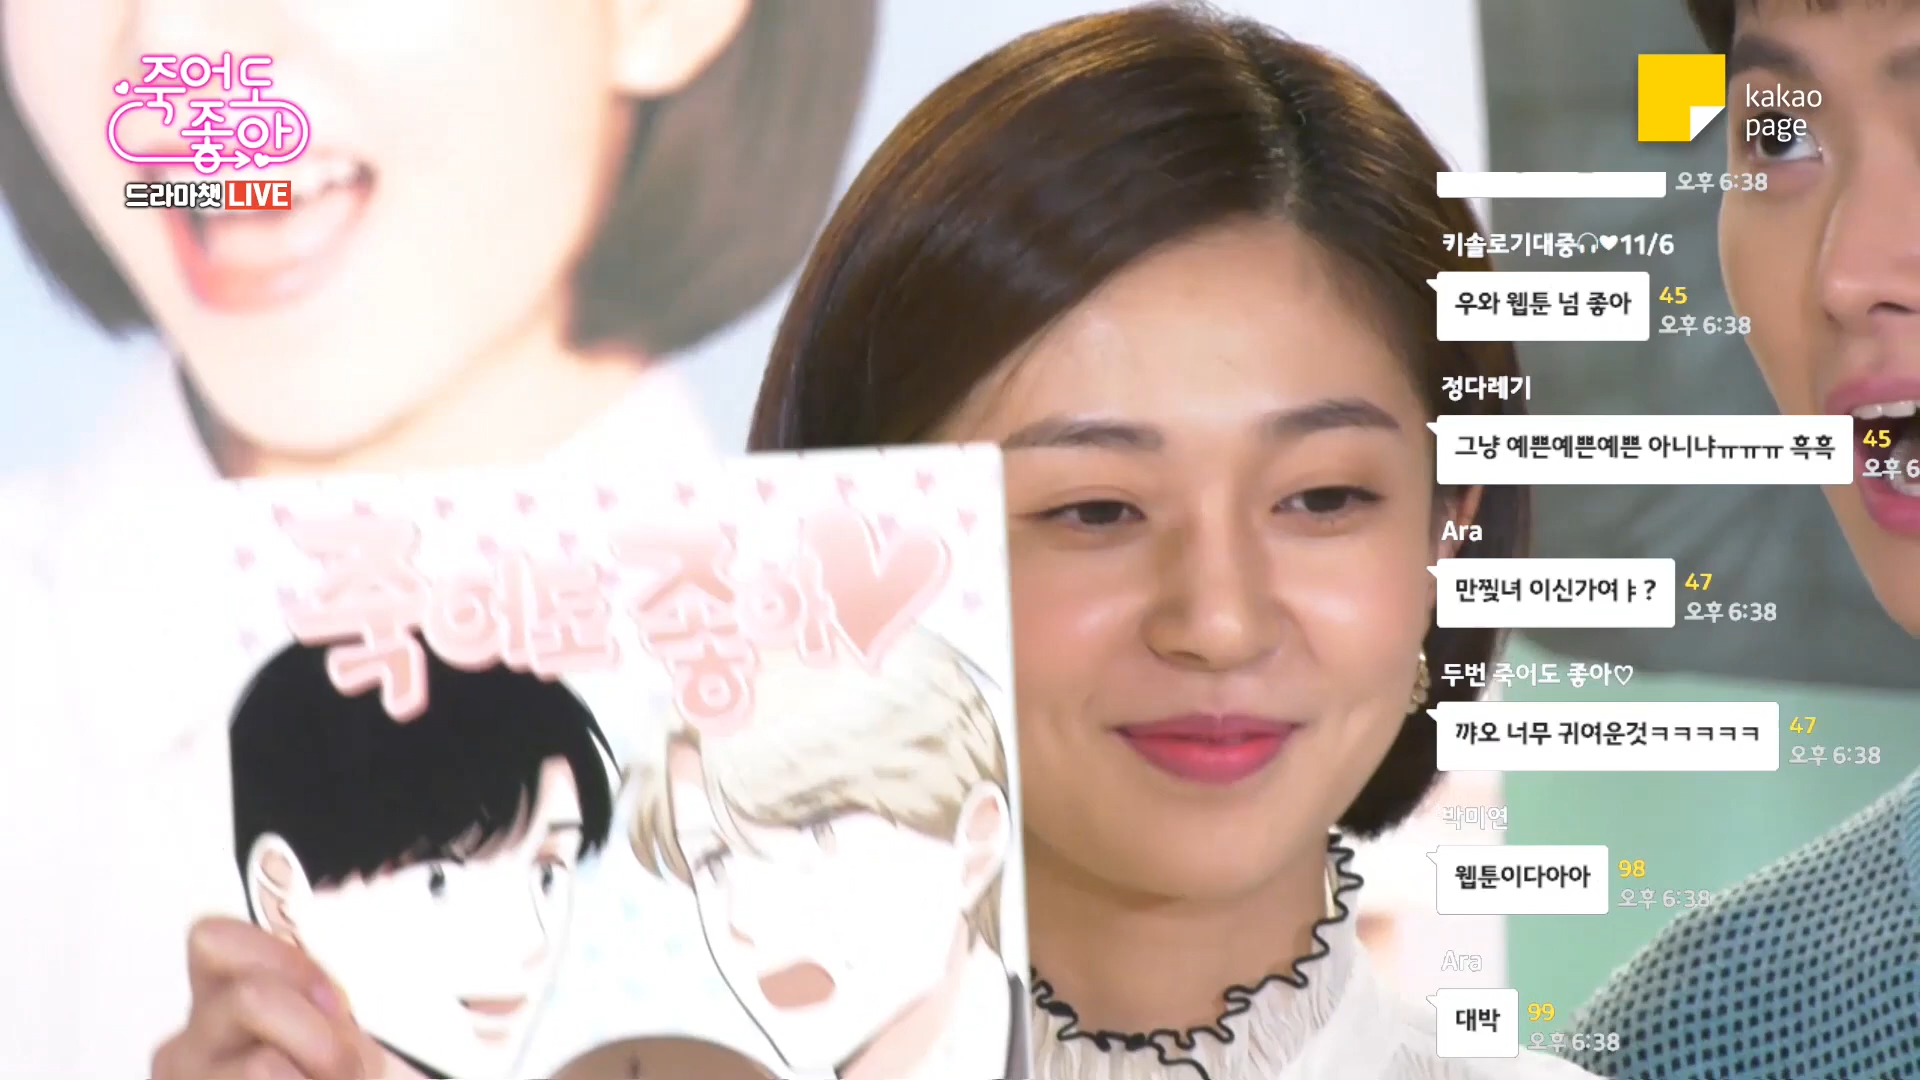 죽어도
좋아
드라마챗 LIVE
kakao
page
오후 6:38
키솔로기대중🎧♥11/6
우와 웹툰 넘 좋아
45
오후 6:38
정다레기
그냥 예쁜예쁜예쁜 아니냐ㅠㅠㅠ 흑흑
45
오후 6
Ara
만찢녀 이신가여ㅑ?
47
오후 6:38
두번 죽어도 좋아♡
꺄오 너무 귀여운것ㅋㅋㅋㅋㅋ
47
오후 6:38
박미연
웹툰이다아아
98
오후 6:38
Ara
대박
99
오후 6:38
죽어도 좋아♥